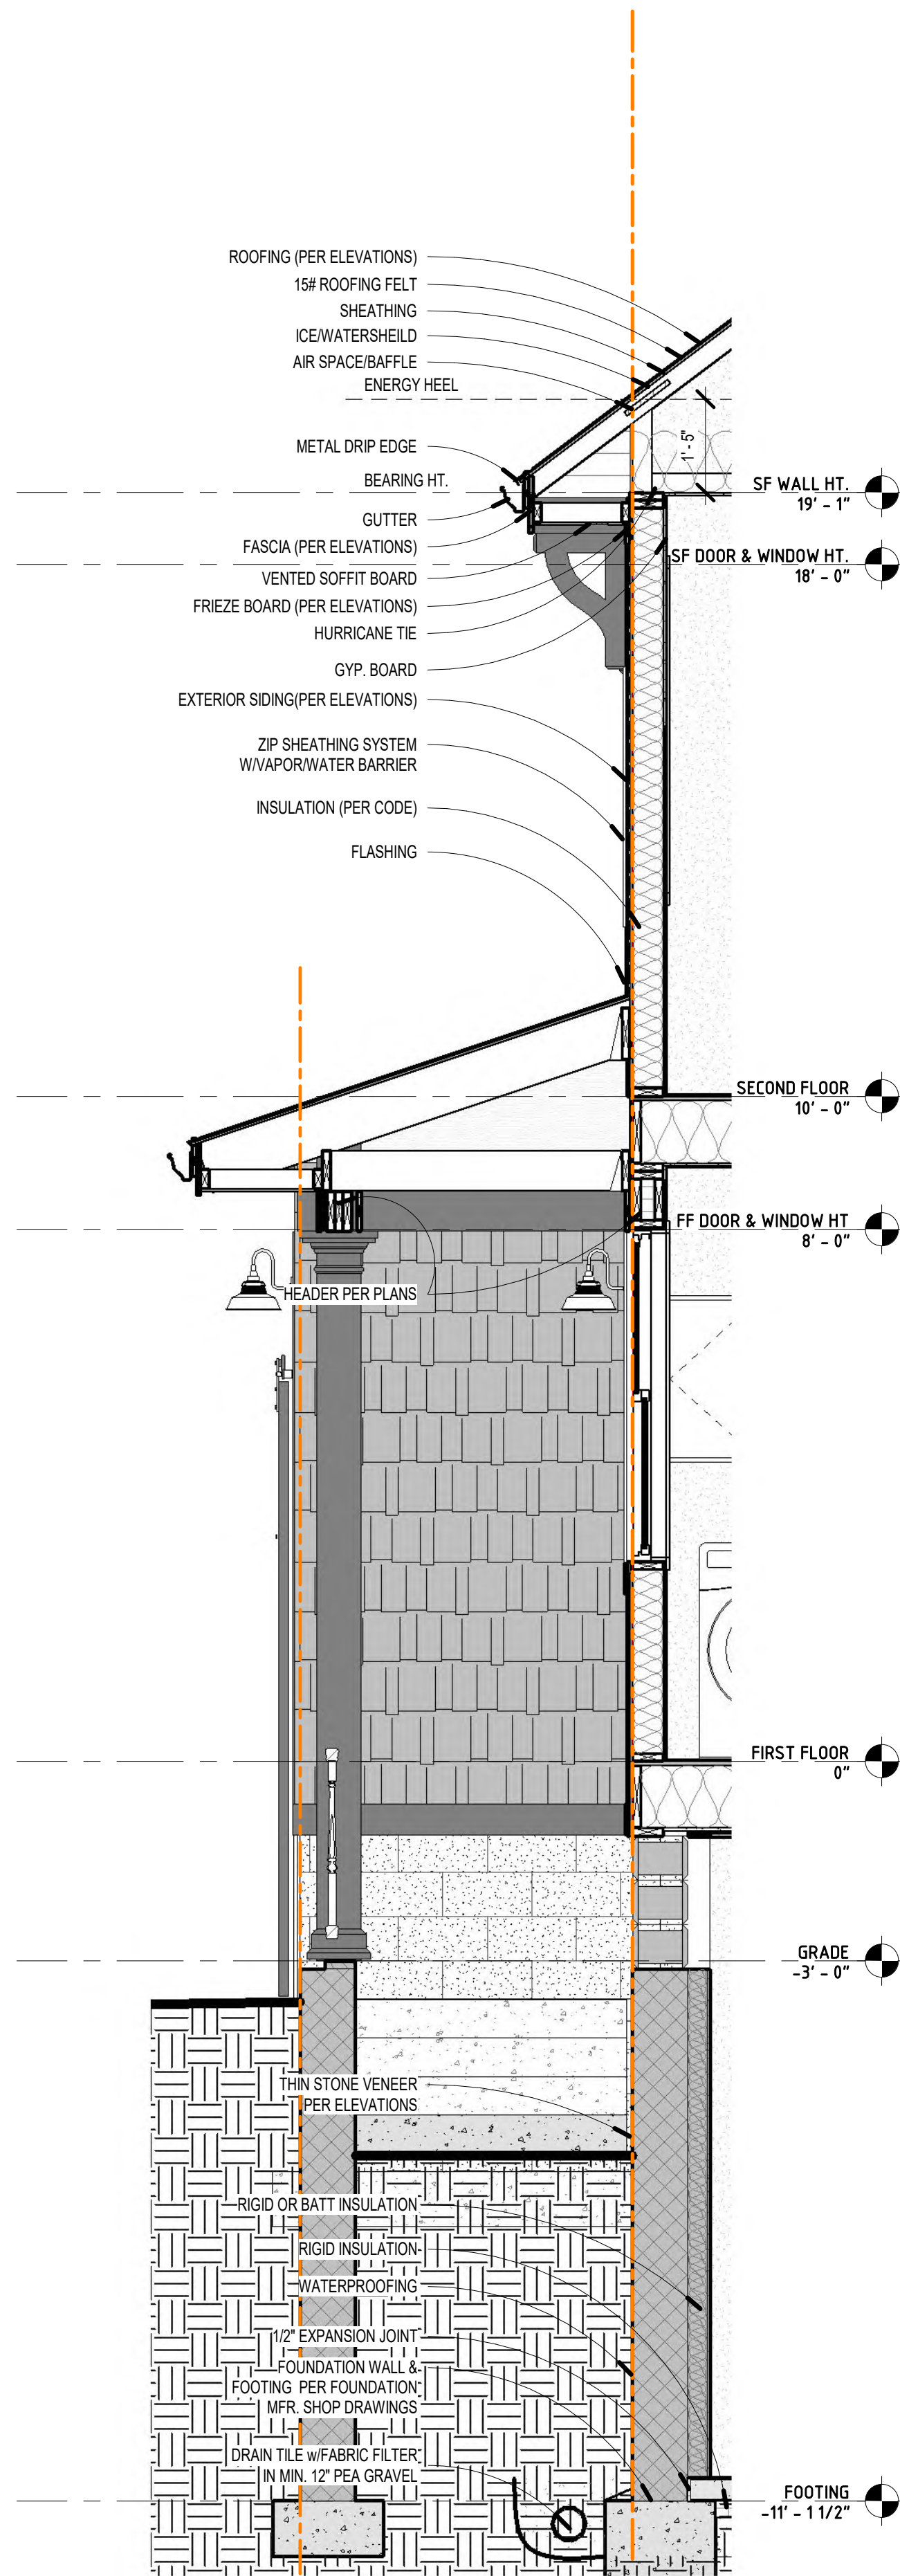 ROOFING (PER ELEVATIONS)
15# ROOFING FELT
SHEATHING
ICE/WATERSHEILD
AIR SPACE/BAFFLE
ENERGY HEEL
1' - 5"
METAL DRIP EDGE
BEARING HT.
SF WALL HT.
19' - 1"
GUTTER
FASCIA (PER ELEVATIONS)
SF DOOR & WINDOW HT.
18' - 0"
VENTED SOFFIT BOARD
FRIEZE BOARD (PER ELEVATIONS)
HURRICANE TIE
GYP. BOARD
EXTERIOR SIDING(PER ELEVATIONS)
ZIP SHEATHING SYSTEM
W/VAPOR/WATER BARRIER
INSULATION (PER CODE)
FLASHING
SECOND FLOOR
10' - 0"
FF DOOR & WINDOW HT
8' - 0"
HEADER PER PLANS
FIRST FLOOR
0"
GRADE
-3' - 0"
THIN STONE VENEER
PER ELEVATIONS
RIGID OR BATT INSULATION
RIGID INSULATION
WATERPROOFING
1/2" EXPANSION JOINT
FOUNDATION WALL &
FOOTING PER FOUNDATION
MFR. SHOP DRAWINGS
DRAIN TILE w/FABRIC FILTER
IN MIN. 12" PEA GRAVEL
FOOTING
-11' - 1 1/2"